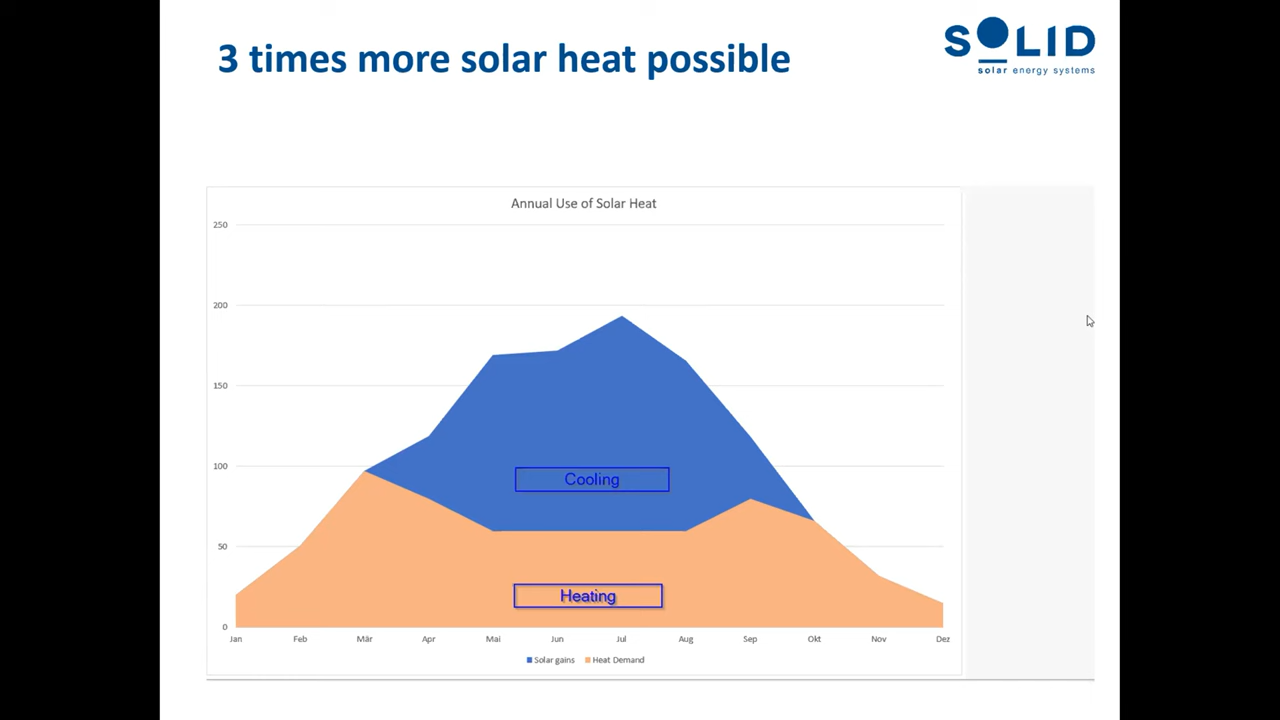 3 times more solar heat possible
SOLID
solar energy systems
Annual Use of Solar Heat
250
200
150
100
50
0
Cooling
Heating
Jan Feb Mär Apr Mai Jun Jul Aug Sep Okt Nov Dez
Solar gains Heat Demand